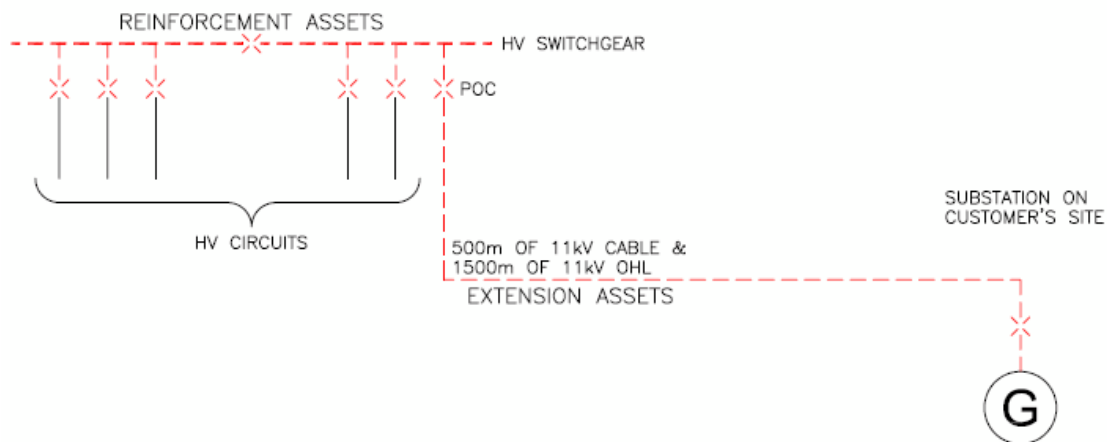 REINFORCEMENT ASSETS
HV SWITCHGEAR
POC
HV CIRCUITS
SUBSTATION ON
CUSTOMER'S SITE
500m OF 11kV CABLE &
1500m OF 11kV OHL
EXTENSION ASSETS
G